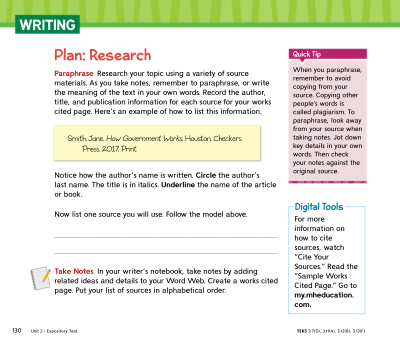 WRITING
Plan: Research
Paraphrase Research your topic using a variety of source
materials. As you take notes, remember to paraphrase, or write
the meaning of the text in your own words. Record the author,
title, and publication information for each source for your works
cited page. Here's an example of how to list this information.
Smith, Jane. How Government Works. Houston: Checkers
Press, 2017. Print.
Notice how the author's name is written. Circle the author's
last name. The title is in italics. Underline the name of the article
or book.
Now list one source you will use. Follow the model above.
Take Notes In your writer's notebook, take notes by adding
related ideas and details to your Word Web. Create a works cited
page. Put your list of sources in alphabetical order.
Quick Tip
When you paraphrase,
remember to avoid
copying from your
source. Copying other
people's words is
called plagiarism. To
paraphrase, look away
from your source when
taking notes. Jot down
key details in your own
words. Then check
your notes against the
original source.
Digital Tools
For more
information on
how to cite
sources, watch
"Cite Your
Sources." Read the
"Sample Works
Cited Page." Go to
my.mheducation.
com.
130 Unit 2 - Expository Text
TEKS 3.7(D), 3.11(A), 3.13(B), 3.13(F)